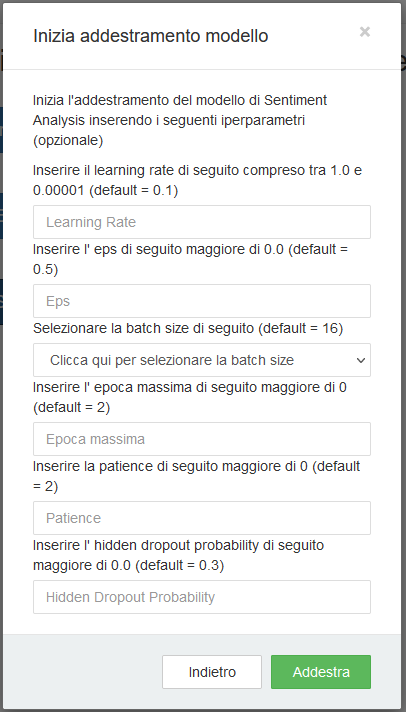 Inizia addestramento modello
×
Inizia l'addestramento del modello di Sentiment
Analysis inserendo i seguenti iperparametri
(opzionale)
Inserire il learning rate di seguito compreso tra 1.0 e
0.00001 (default = 0.1)
Learning Rate
Inserire l' eps di seguito maggiore di 0.0 (default =
0.5)
Eps
Selezionare la batch size di seguito (default = 16)
Clicca qui per selezionare la batch size
Inserire l' epoca massima di seguito maggiore di 0
(default = 2)
Epoca massima
Inserire la patience di seguito maggiore di 0 (default
= 2)
Patience
Inserire l' hidden dropout probability di seguito
maggiore di 0.0 (default = 0.3)
Hidden Dropout Probability
Indietro
Addestra